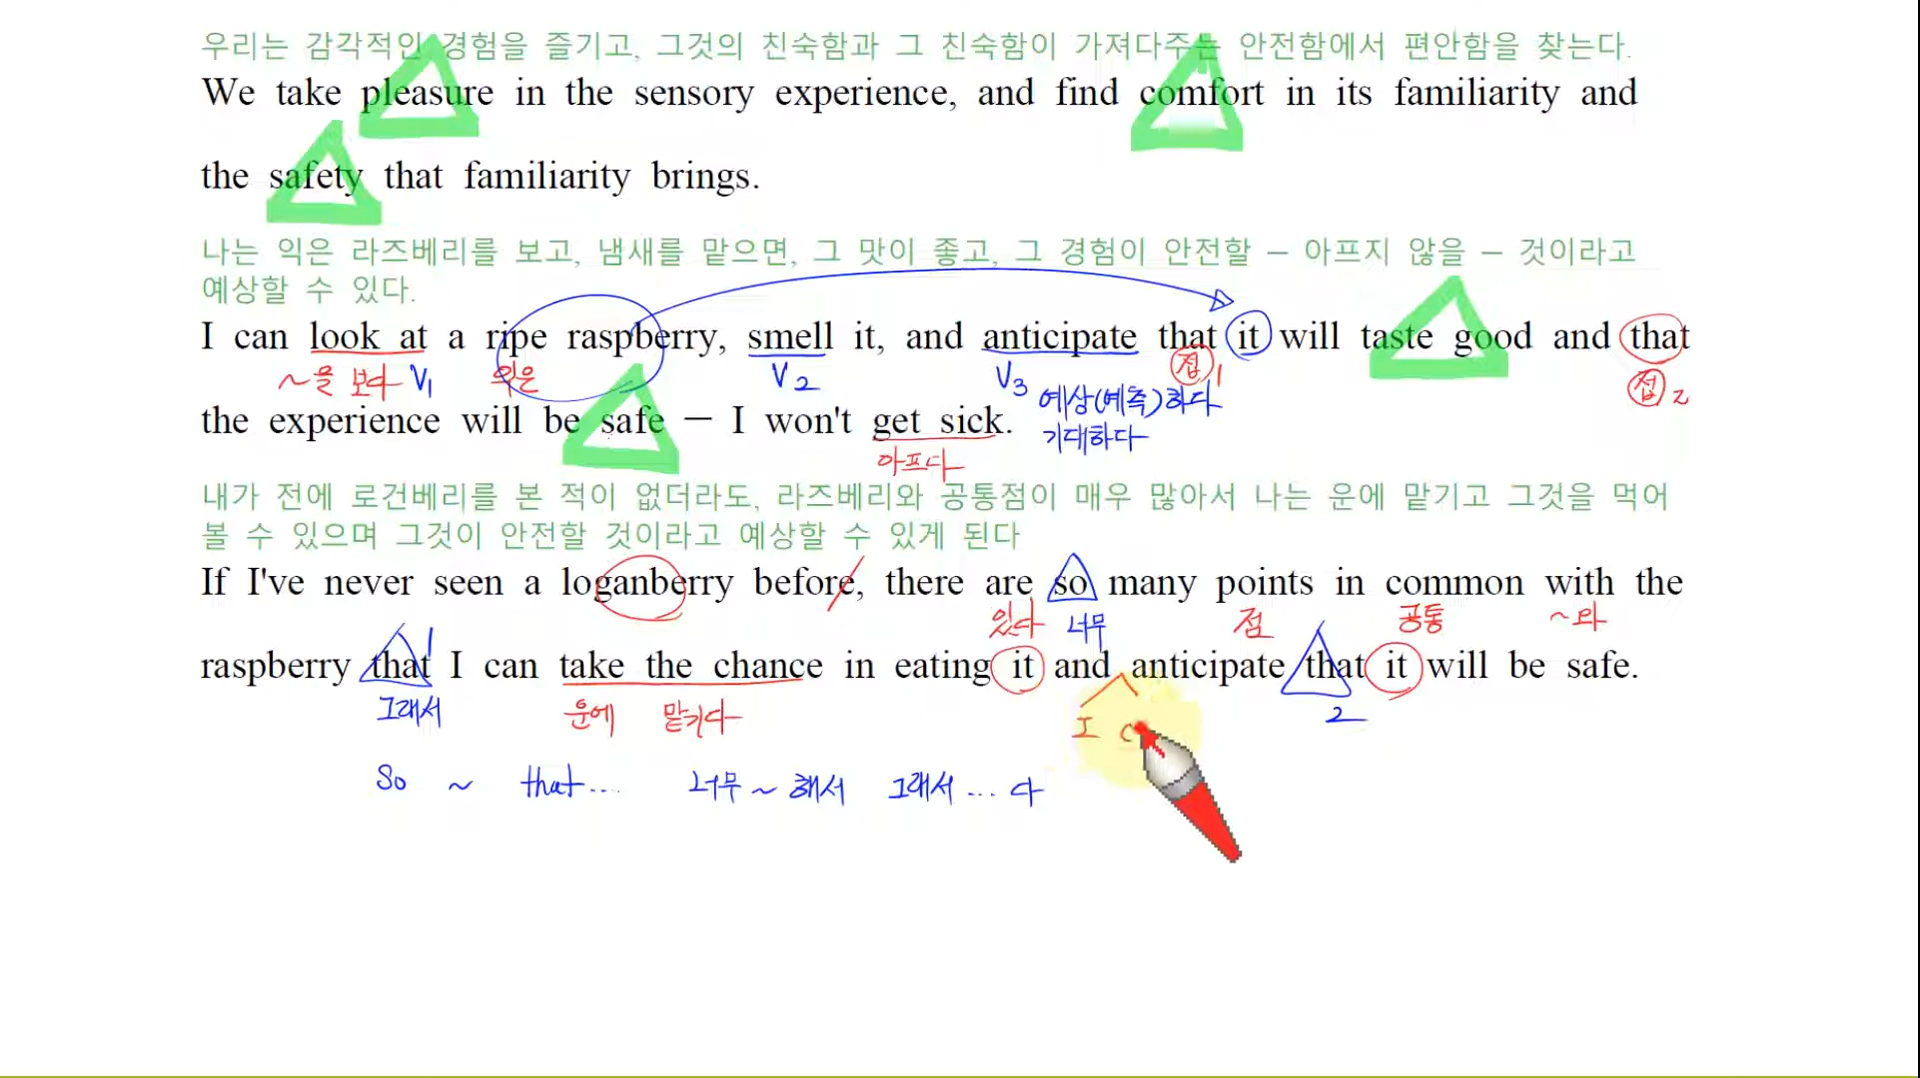 우리는 감각적인 경험을 즐기고, 그것의 친숙함과 그 친숙함이 가져다주는 안전함에서 편안함을 찾는다.
We take pleasure in the sensory experience, and find comfort in its familiarity and
the safety that familiarity brings.
나는 익은 라즈베리를 보고, 냄새를 맡으면, 그 맛이 좋고, 그 경험이 안전할 – 아프지 않을 – 것이라고
예상할 수 있다.
I can look at a ripe raspberry, smell it, and anticipate that it will taste good and that
~을 보다 V1 익은 V2 V3 접 1 접 2
예상(예측)하다
the experience will be safe — I won't get sick.
기대하다
아프다
내가 전에 로건베리를 본 적이 없더라도, 라즈베리와 공통점이 매우 많아서 나는 운에 맡기고 그것을 먹어
볼 수 있으며 그것이 안전할 것이라고 예상할 수 있게 된다
If I've never seen a loganberry before, there are so many points in common with the
있다 너무 점 공통 ~와
raspberry that I can take the chance in eating it and anticipate that it will be safe.
1
그래서 운에 맡기다 I c 2
So ~ that... 너무 ~ 해서 그래서 ... 다